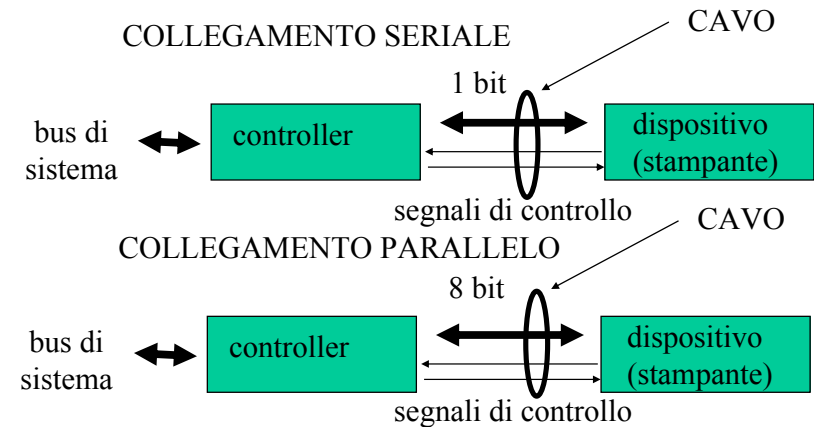 COLLEGAMENTO SERIALE
CAVO
1 bit
bus di
sistema
controller
dispositivo
(stampante)
segnali di controllo
COLLEGAMENTO PARALLELO
CAVO
8 bit
bus di
sistema
controller
dispositivo
(stampante)
segnali di controllo